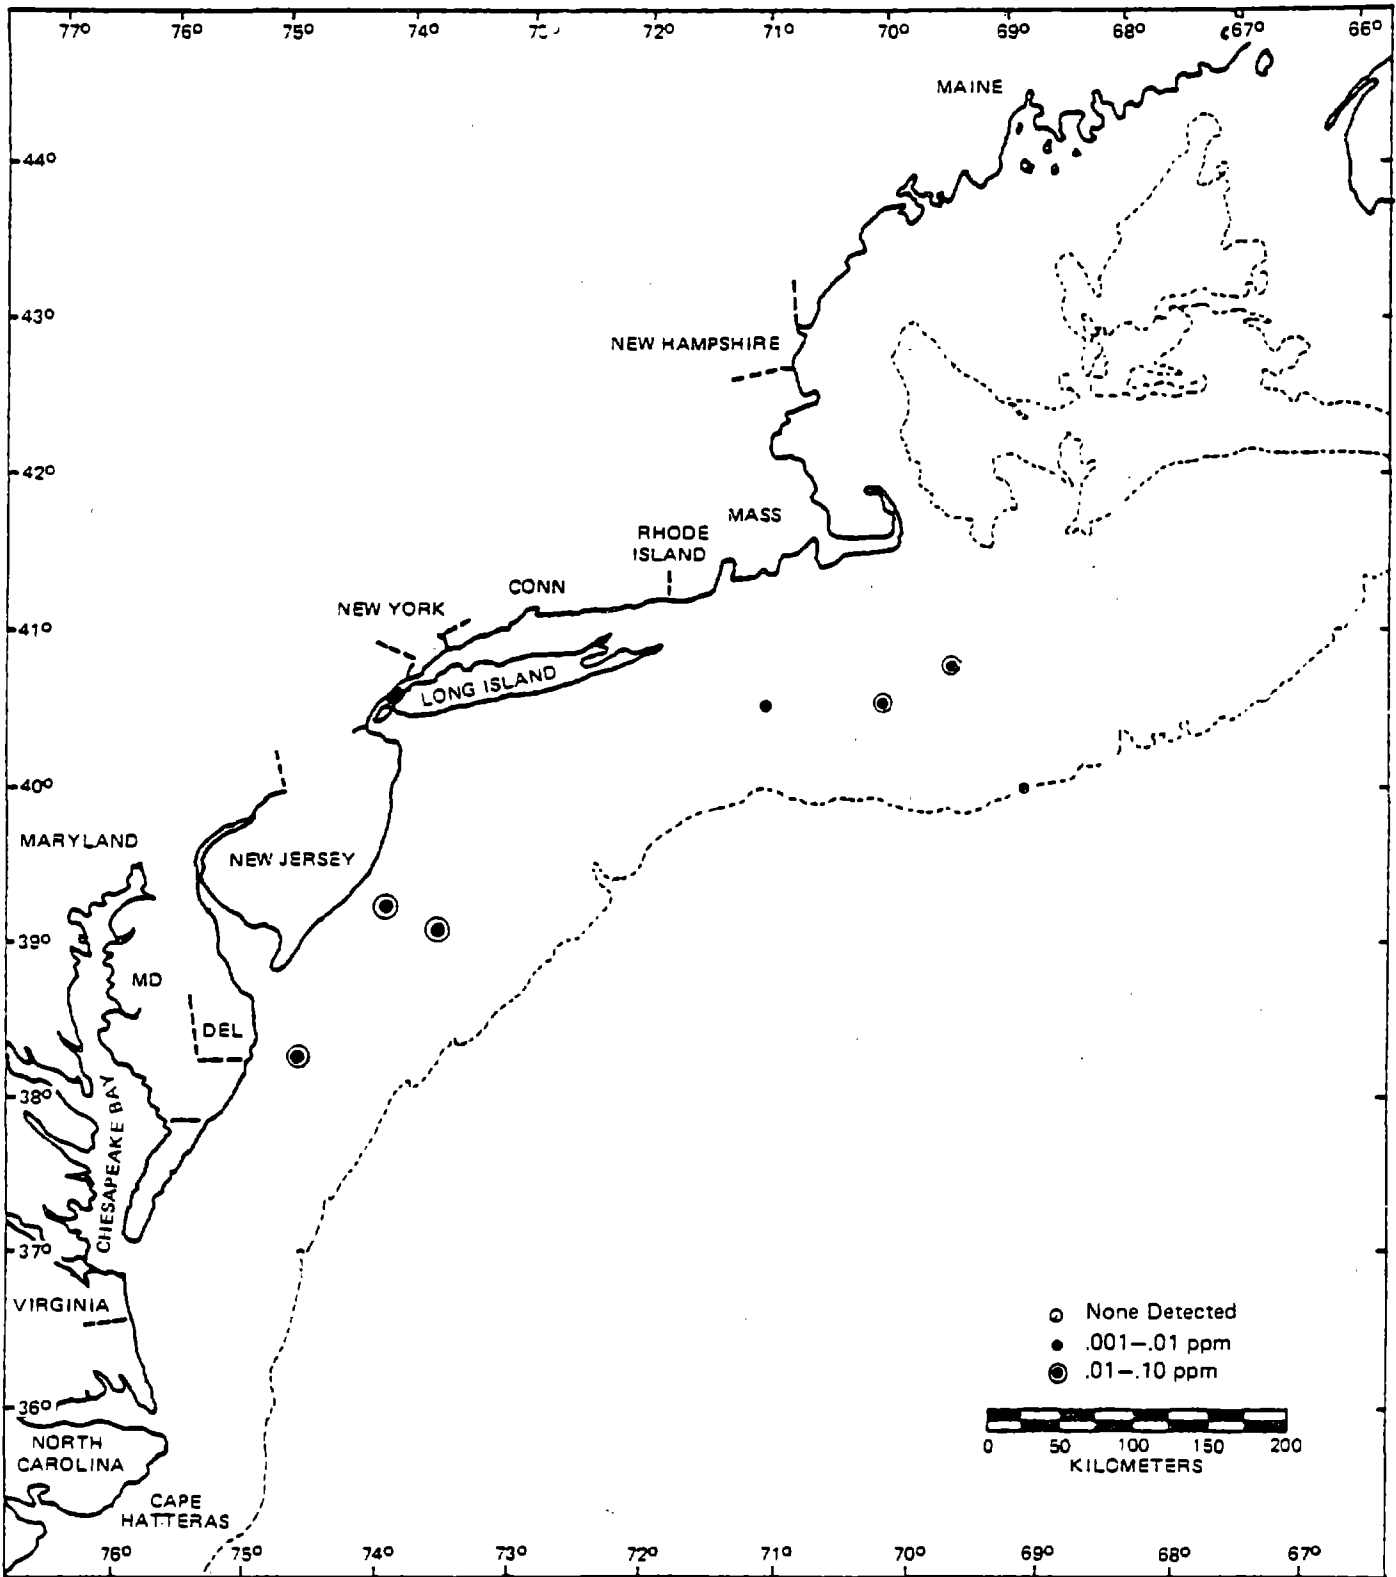 77° 76° 75° 74° 73° 72° 71° 70° 69° 68° 67° 66°
MAINE
44°
43°
NEW HAMPSHIRE
42°
MASS
RHODE
ISLAND
CONN
NEW YORK
41°
LONG ISLAND
40°
MARYLAND
NEW JERSEY
39°
MD
DEL
38°
CHESAPEAKE BAY
37°
VIRGINIA
None Detected
.001–.01 ppm
.01–.10 ppm
36°
0 50 100 150 200
KILOMETERS
NORTH
CAROLINA
CAPE
HATTERAS
76° 75° 74° 73° 72° 71° 70° 69° 68° 67°